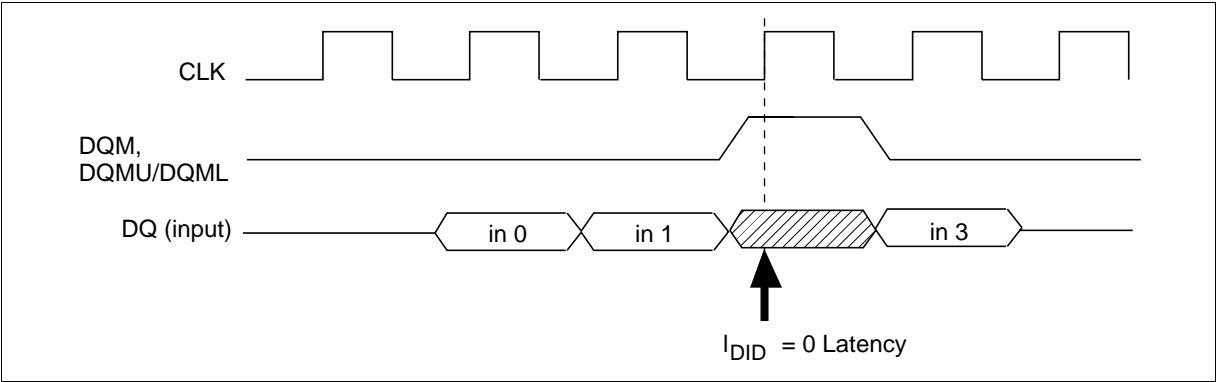 CLK
DQM,
DQMU/DQML
DQ (input)
in 0
in 1
in 3
IDID = 0 Latency